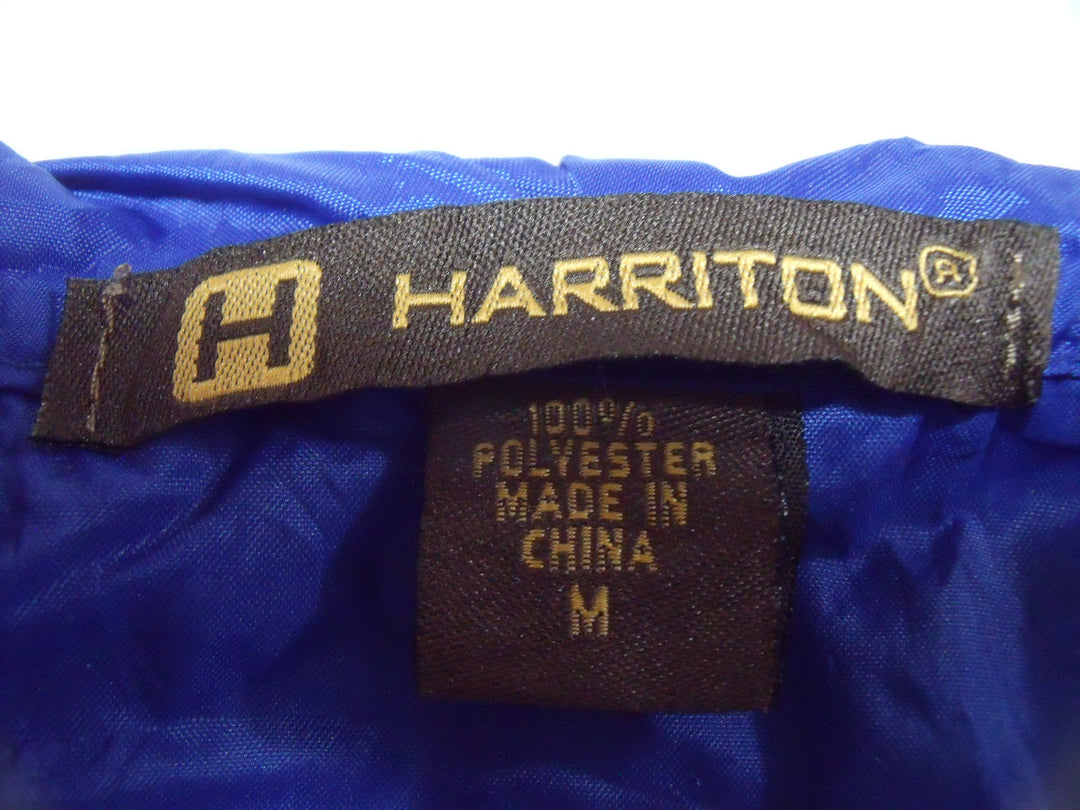 H HARRITON®
100%
POLYESTER
MADE IN
CHINA
M